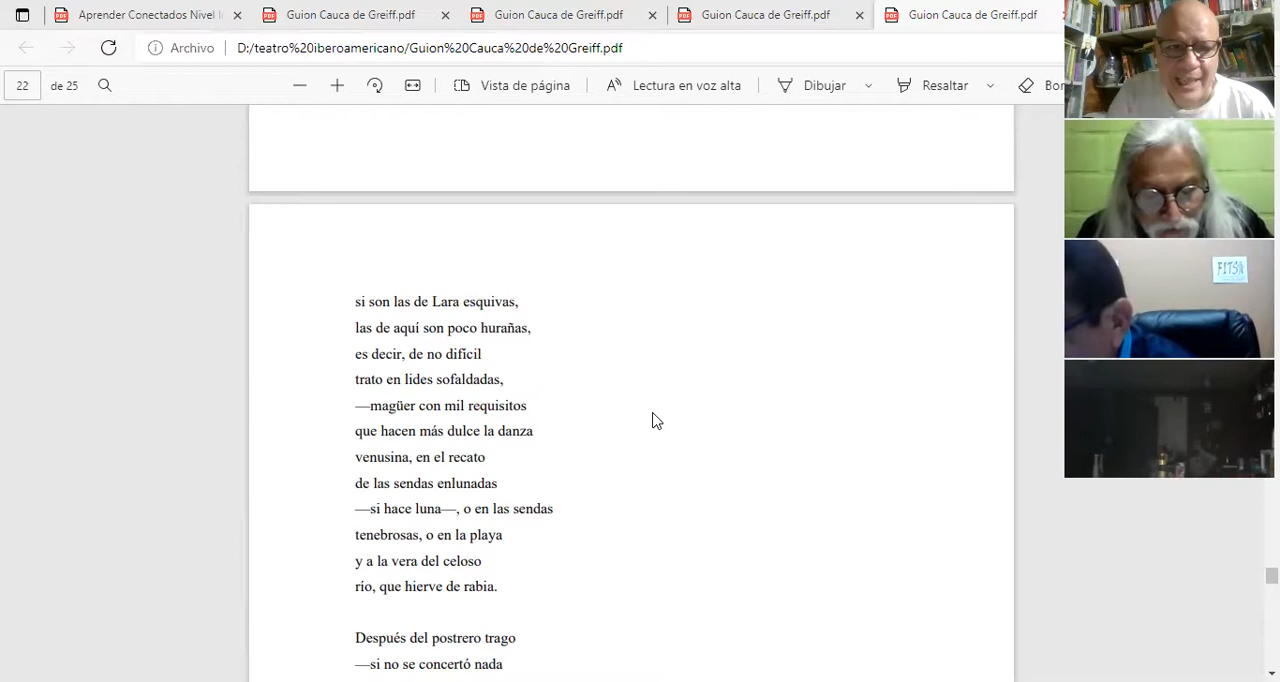 Aprender Conectados Nivel I
Guion Cauca de Greiff.pdf
Guion Cauca de Greiff.pdf
Guion Cauca de Greiff.pdf
Guion Cauca de Greiff.pdf
Archivo
D:/teatro%20iberoamericano/Guion%20Cauca%20de%20Greiff.pdf
22
de 25
Vista de página
Lectura en voz alta
Dibujar
Resaltar
Bor
FITS
si son las de Lara esquivas,
las de aquí son poco hurañas,
es decir, de no difícil
trato en lides sofaldadas,
—magüer con mil requisitos
que hacen más dulce la danza
venusina, en el recato
de las sendas enlunadas
—si hace luna—, o en las sendas
tenebrosas, o en la playa
y a la vera del celoso
río, que hierve de rabia.
Después del postrero trago
—si no se concertó nada